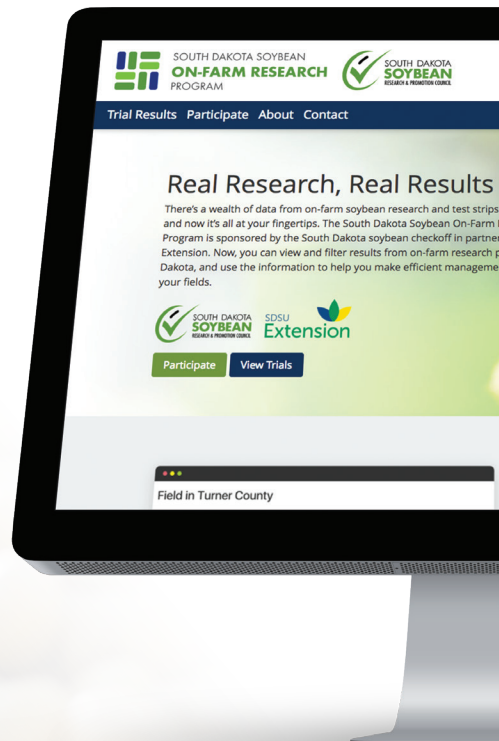 SOUTH DAKOTA SOYBEAN
ON-FARM RESEARCH
PROGRAM
SOUTH DAKOTA
SOYBEAN
RESEARCH & PROMOTION COUNCIL
Trial Results Participate About Contact
Real Research, Real Results
There's a wealth of data from on-farm soybean research and test strips
and now it's all at your fingertips. The South Dakota Soybean On-Farm
Program is sponsored by the South Dakota soybean checkoff in
Extension. Now, you can view and filter results from on-farm research
Dakota, and use the information to help you make efficient
your fields.
SOUTH DAKOTA
SOYBEAN
RESEARCH & PROMOTION COUNCIL
SDSU
Extension
Participate View Trials
Field in Turner County